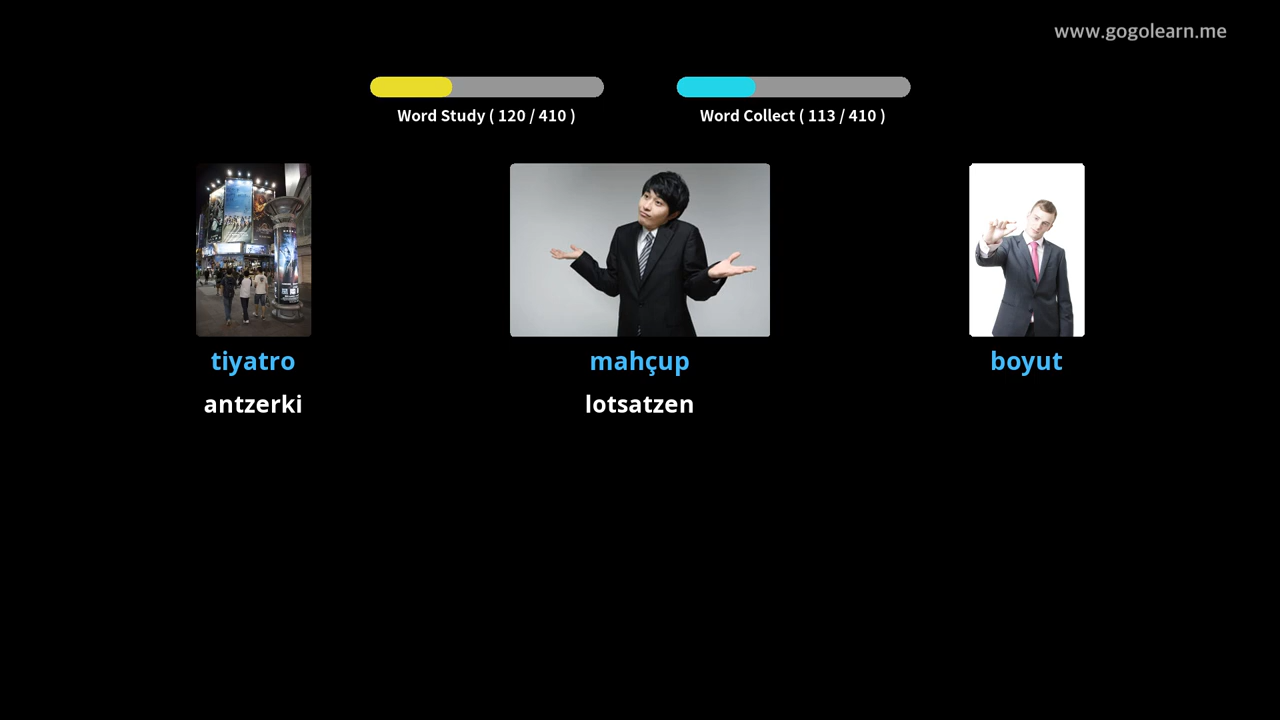 www.gogolearn.me
Word Study ( 120 / 410 )
Word Collect ( 113 / 410 )
tiyatro
mahçup
boyut
antzerki
lotsatzen